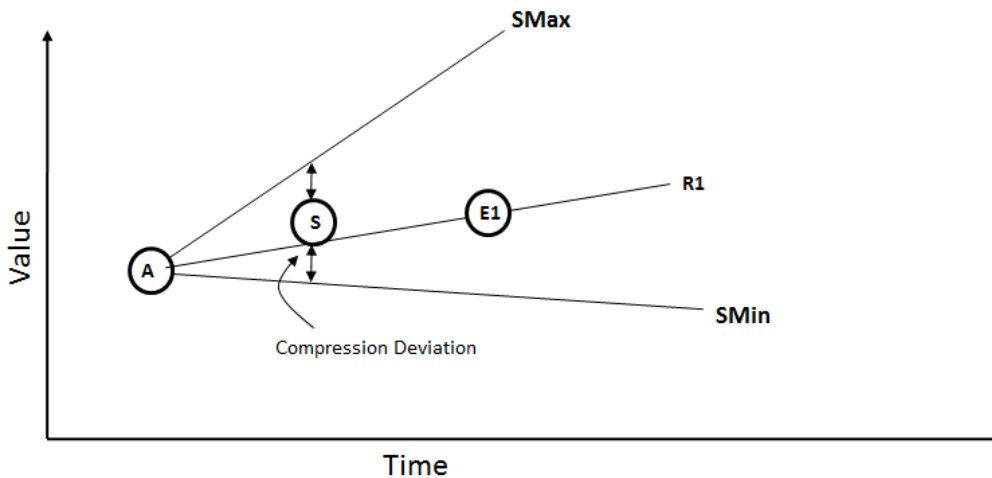 SMax
R1
S
E1
A
Value
SMin
Compression Deviation
Time